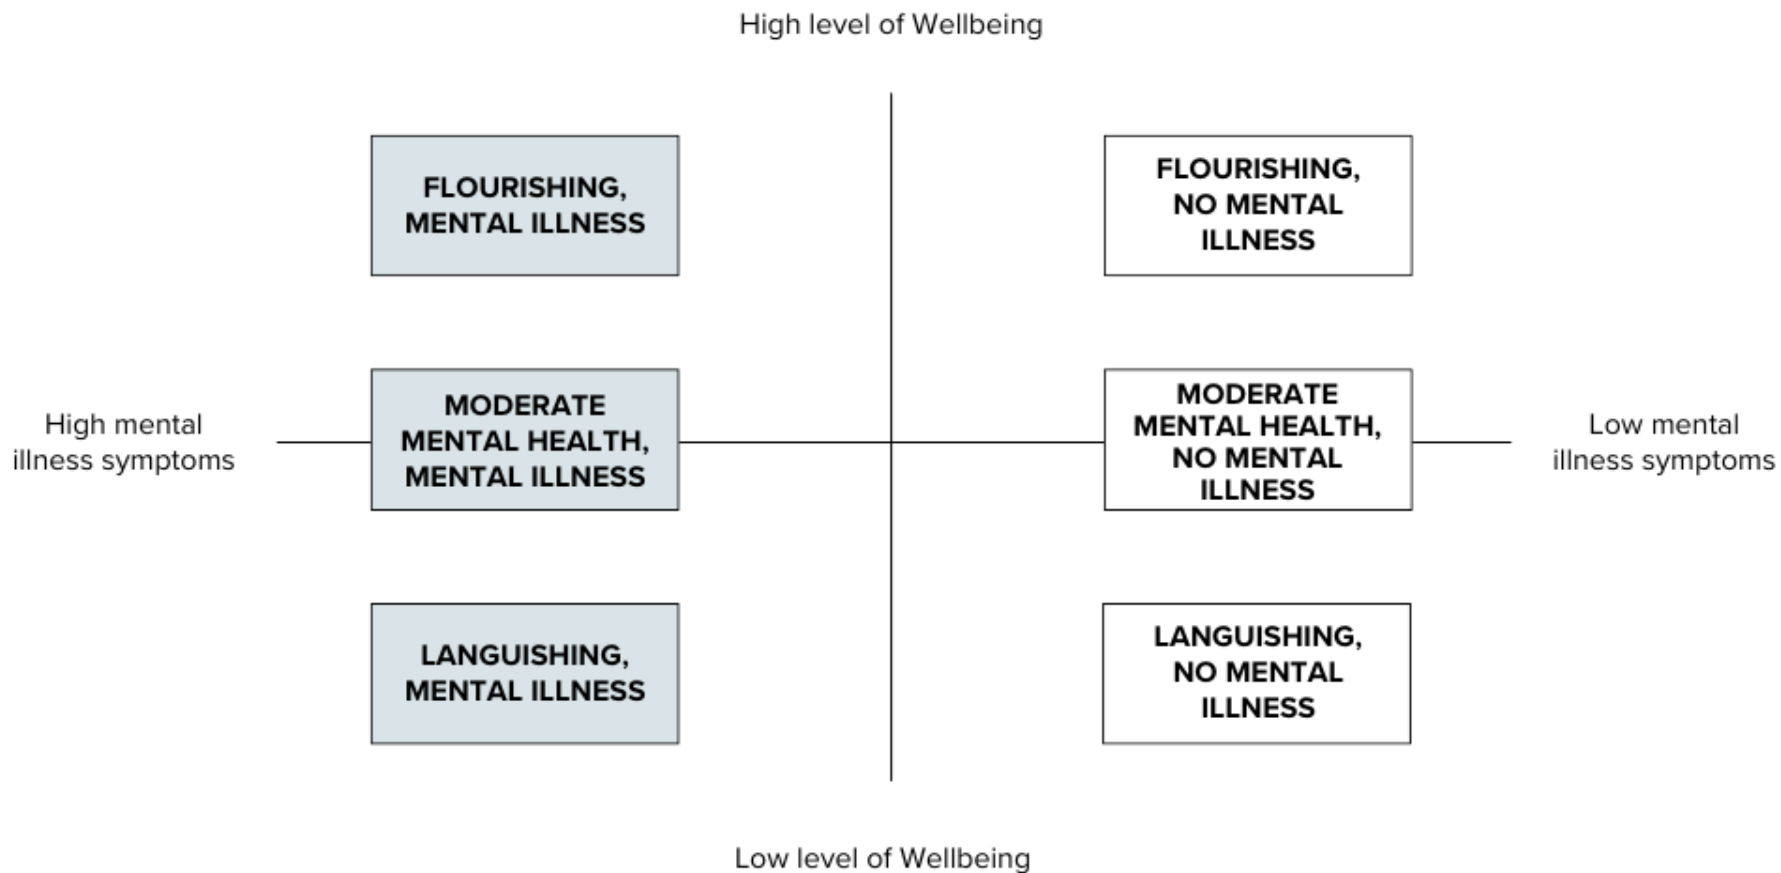 High level of Wellbeing
FLOURISHING,
MENTAL ILLNESS
FLOURISHING,
NO MENTAL
ILLNESS
High mental
illness symptoms
MODERATE
MENTAL HEALTH,
MENTAL ILLNESS
MODERATE
MENTAL HEALTH,
NO MENTAL
ILLNESS
Low mental
illness symptoms
LANGUISHING,
MENTAL ILLNESS
LANGUISHING,
NO MENTAL
ILLNESS
Low level of Wellbeing